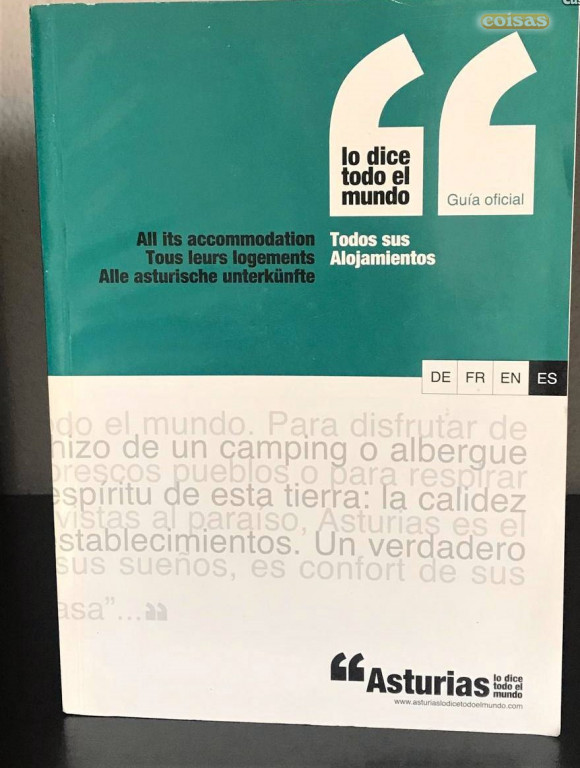 coisas
lo dice
todo el
mundo
Guía oficial
All its accommodation
Tous leurs logements
Alle asturische unterkünfte
Todos sus
Alojamientos
DE FR EN ES
do el mundo. Para disfrutar de
hizo de un camping o albergue
orescos pueblos o para respirar
espíritu de esta tierra: la calidez
vistas al paraíso, Asturias es el
stablecimientos. Un verdadero
sus sueños, es confort de sus
asa”...“
“Asturias
lo dice
todo el
mundo
www.asturiaslodicetodoelmundo.com